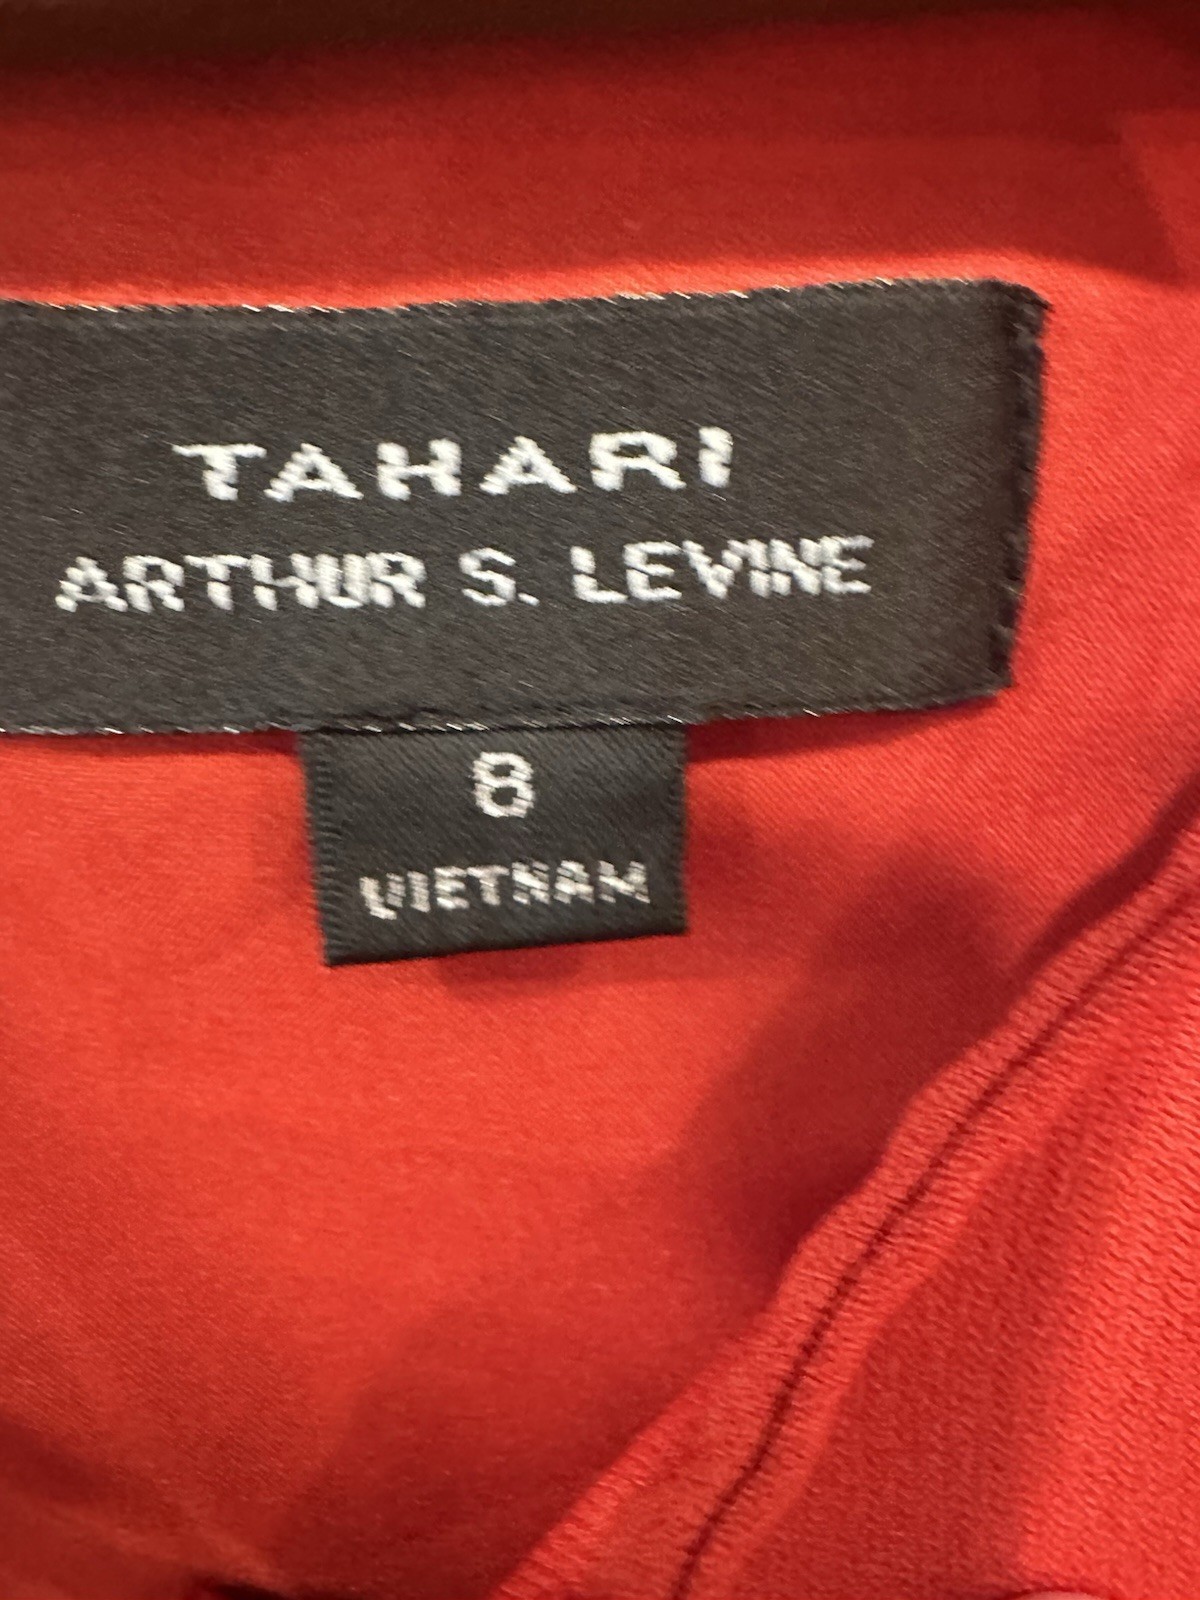 TAHARI
ARTHUR S. LEVINE
8
VIETNAM